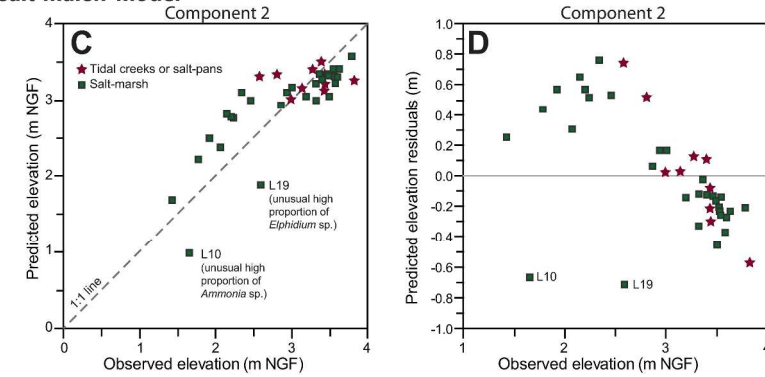 Component 2
C
Tidal creeks or salt-pans
Salt-marsh
L19
(unusual high
proportion of
Elphidium sp.)
L10
(unusual high
proportion of
Ammonia sp.)
1:1 line
Predicted elevation (m NGF)
4
3
2
1
0
0 1 2 3 4
Observed elevation (m NGF)
Component 2
D
Predicted elevation residuals (m)
1.0
0.8
0.6
0.4
0.2
0.0
-0.2
-0.4
-0.6
-0.8
-1.0
L10
L19
1 2 3 4
Observed elevation (m NGF)